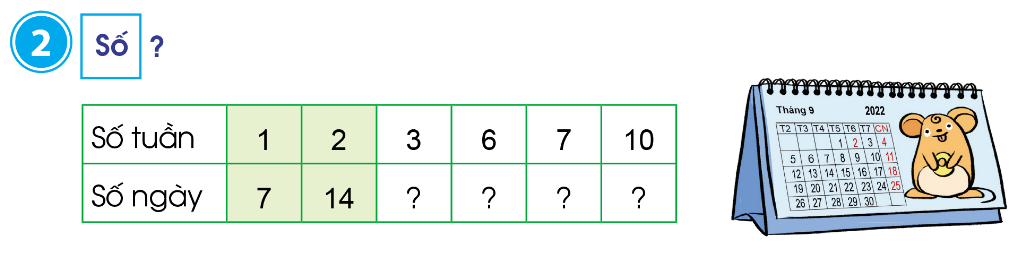 2 Số ?
Số tuần 1 2 3 6 7 10
Số ngày 7 14 ? ? ? ?
Tháng 9 2022
T2 T3 T4 T5 T6 T7 CN
1 2 3 4
5 6 7 8 9 10 11
12 13 14 15 16 17 18
19 20 21 22 23 24 25
26 27 28 29 30